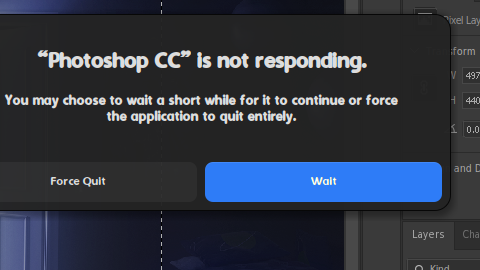 Pixel Lay
“Photoshop CC” is not responding.
sform
W 497
You may choose to wait a short while for it to continue or force
H 440
the application to quit entirely.
0.0
and D
Force Quit
Wait
Layers
Cha
Kind